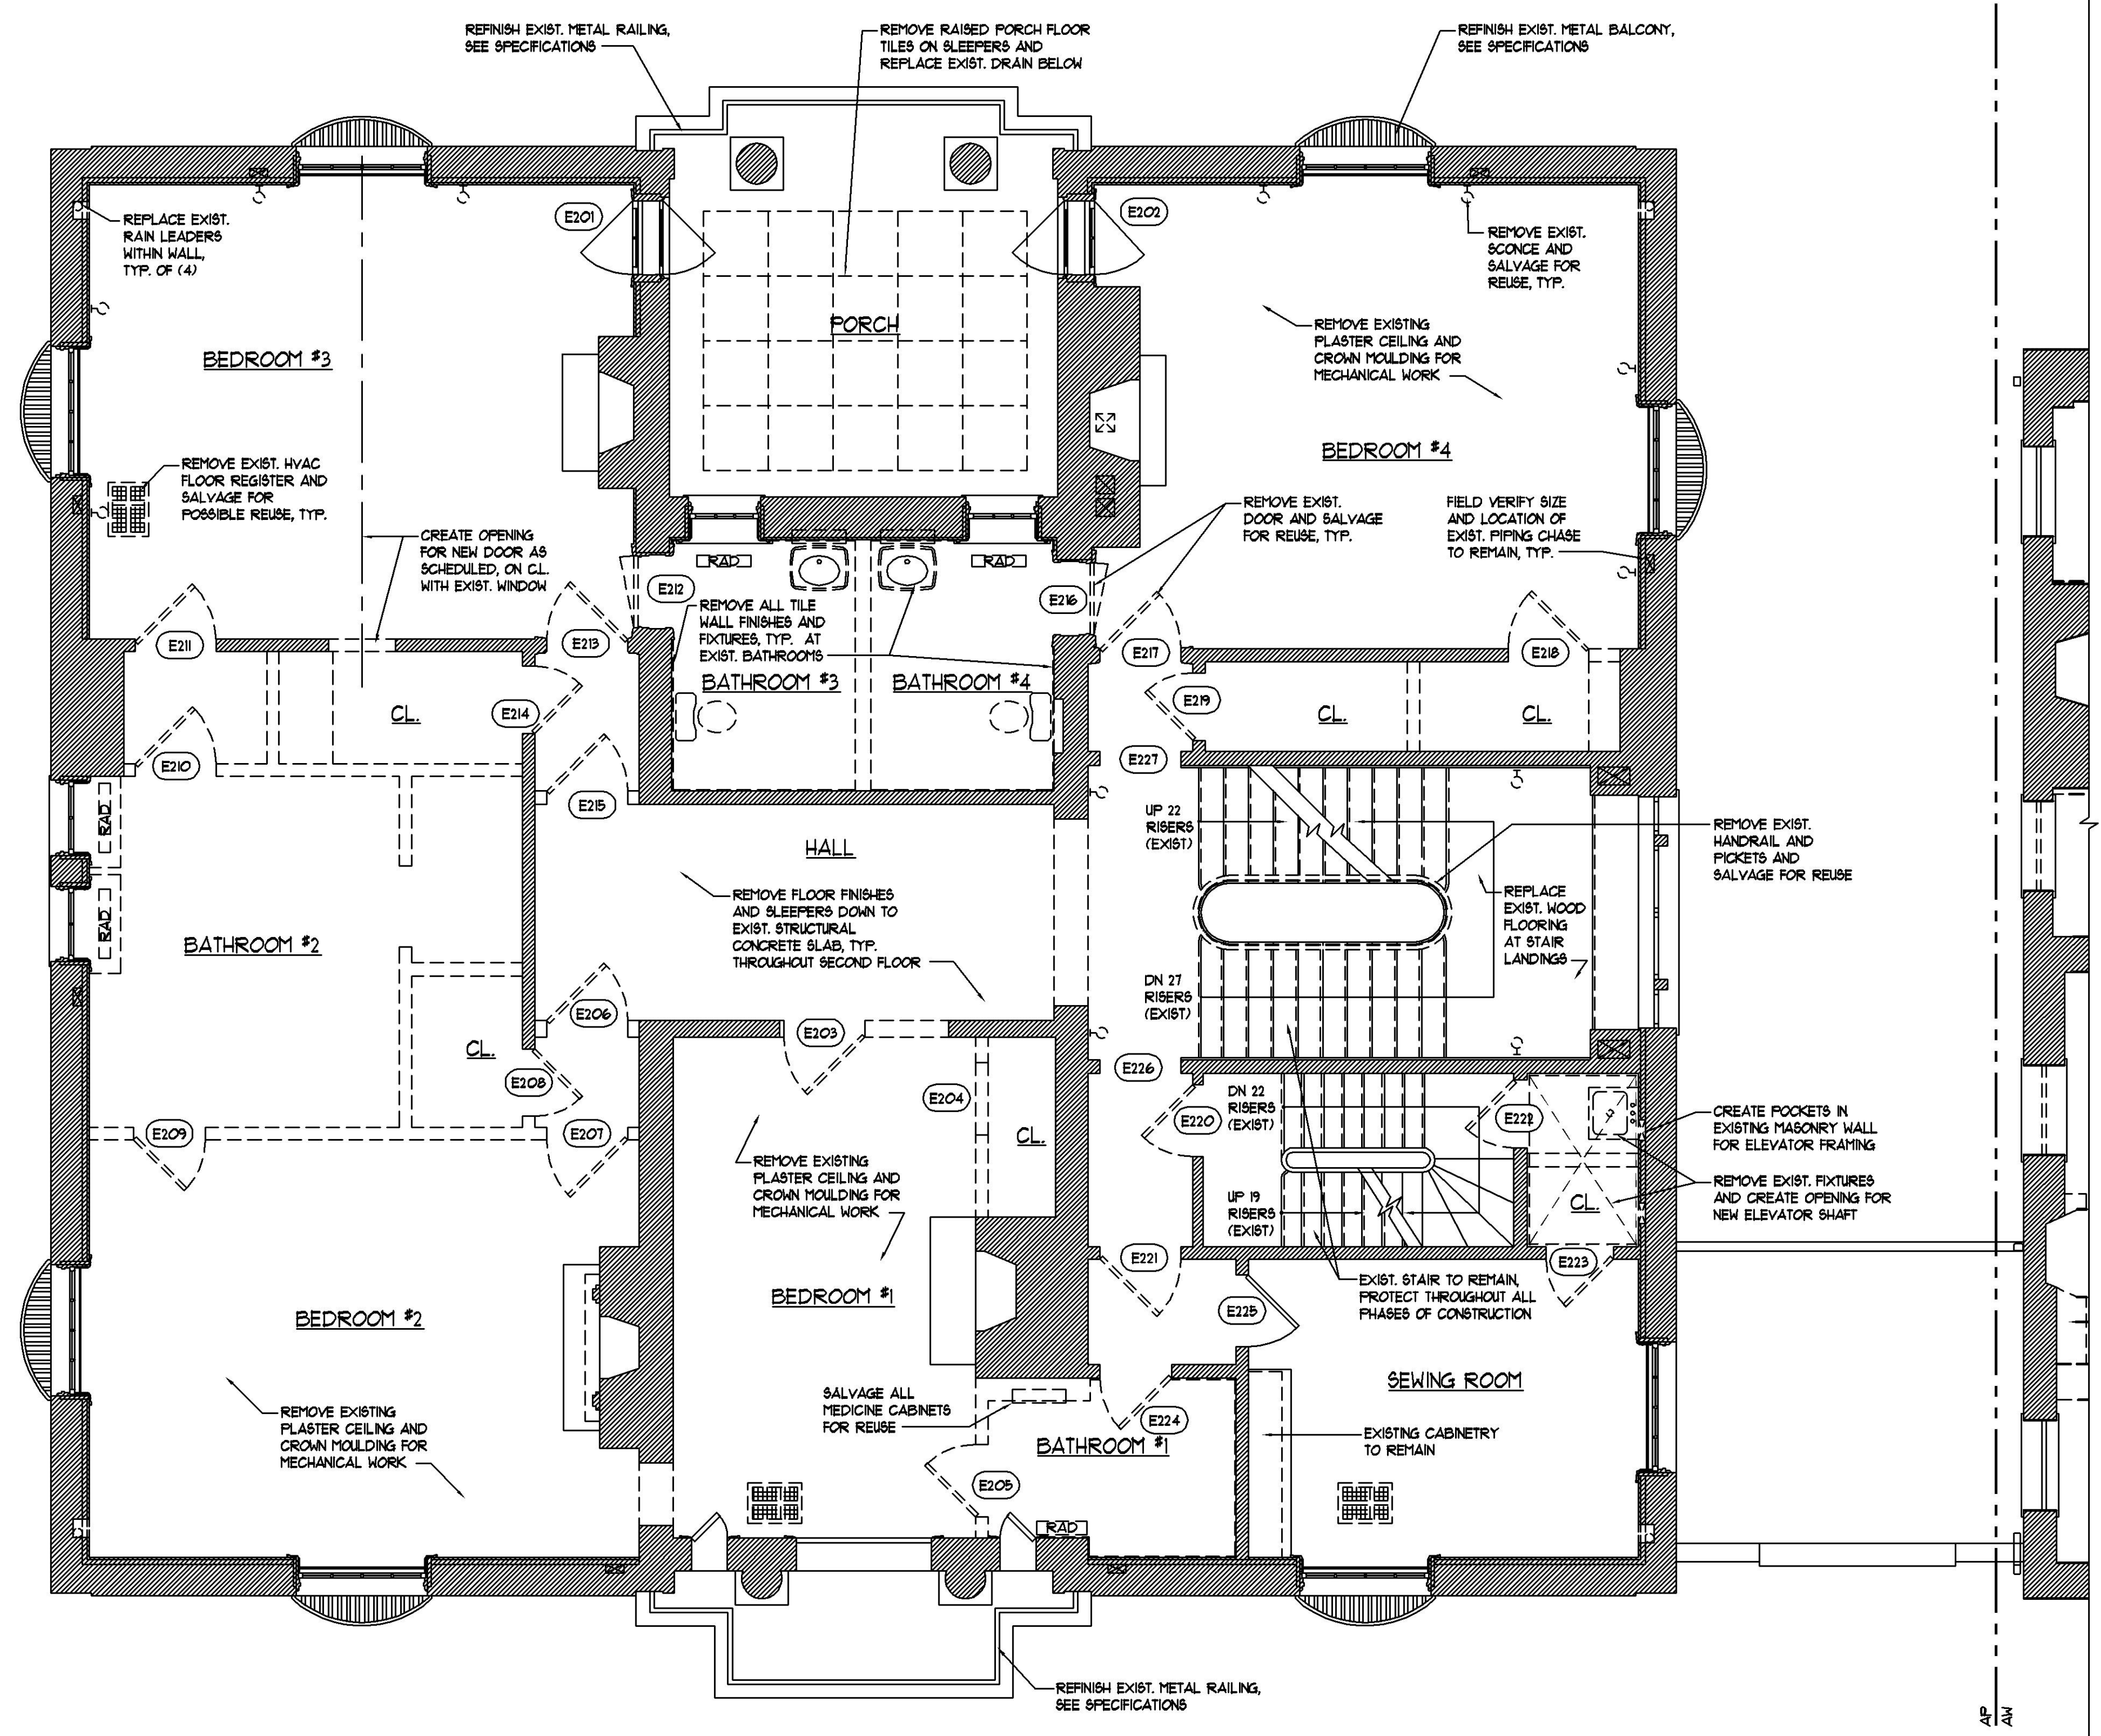 REFINISH EXIST. METAL RAILING,
SEE SPECIFICATIONS
REMOVE RAISED PORCH FLOOR
TILES ON SLEEPERS AND
REPLACE EXIST. DRAIN BELOW
REFINISH EXIST. METAL BALCONY,
SEE SPECIFICATIONS
REPLACE EXIST.
RAIN LEADERS
WITHIN WALL,
TYP. OF (4)
E201
E202
REMOVE EXIST.
SCONCE AND
SALVAGE FOR
REUSE, TYP.
PORCH
BEDROOM #3
REMOVE EXISTING
PLASTER CEILING AND
CROWN MOULDING FOR
MECHANICAL WORK
BEDROOM #4
REMOVE EXIST. HVAC
FLOOR REGISTER AND
SALVAGE FOR
POSSIBLE REUSE, TYP.
CREATE OPENING
FOR NEW DOOR AS
SCHEDULED, ON C.L.
WITH EXIST. WINDOW
REMOVE EXIST.
DOOR AND SALVAGE
FOR REUSE, TYP.
FIELD VERIFY SIZE
AND LOCATION OF
EXIST. PIPING CHASE
TO REMAIN, TYP.
RAD
RAD
E212
E216
REMOVE ALL TILE
WALL FINISHES AND
FIXTURES, TYP. AT
EXIST. BATHROOMS
E211
E213
E217
E218
BATHROOM #3
BATHROOM #4
E214
CL.
E219
CL.
CL.
E210
E215
E227
RAD
RAD
UP 22
RISERS
(EXIST)
HALL
REMOVE EXIST.
HANDRAIL AND
PICKETS AND
SALVAGE FOR REUSE
REMOVE FLOOR FINISHES
AND SLEEPERS DOWN TO
EXIST. STRUCTURAL
CONCRETE SLAB, TYP.
THROUGHOUT SECOND FLOOR
REPLACE
EXIST. WOOD
FLOORING
AT STAIR
LANDINGS
BATHROOM #2
DN 27
RISERS
(EXIST)
E206
E203
CL.
E226
E208
E204
DN 22
RISERS
(EXIST)
E220
E222
CREATE POCKETS IN
EXISTING MASONRY WALL
FOR ELEVATOR FRAMING
E209
E207
CL.
REMOVE EXISTING
PLASTER CEILING AND
CROWN MOULDING FOR
MECHANICAL WORK
UP 19
RISERS
(EXIST)
CL.
REMOVE EXIST. FIXTURES
AND CREATE OPENING FOR
NEW ELEVATOR SHAFT
E221
E223
BEDROOM #1
E225
EXIST. STAIR TO REMAIN,
PROTECT THROUGHOUT ALL
PHASES OF CONSTRUCTION
BEDROOM #2
SEWING ROOM
SALVAGE ALL
MEDICINE CABINETS
FOR REUSE
E224
REMOVE EXISTING
PLASTER CEILING AND
CROWN MOULDING FOR
MECHANICAL WORK
BATHROOM #1
EXISTING CABINETRY
TO REMAIN
E205
RAD
REFINISH EXIST. METAL RAILING,
SEE SPECIFICATIONS
AP
AW